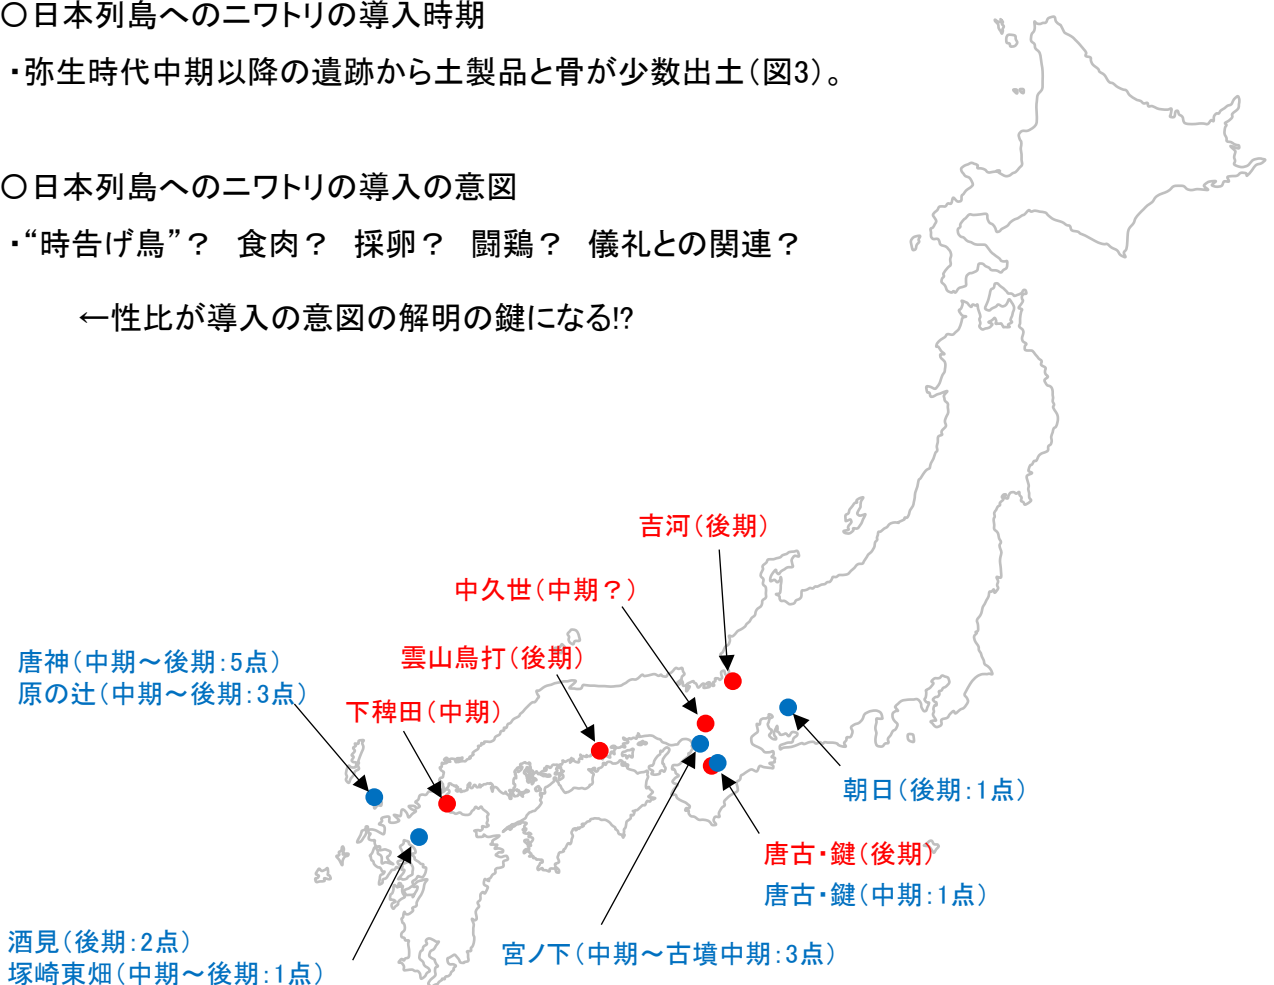 〇日本列島へのニワトリの導入時期
・弥生時代中期以降の遺跡から土製品と骨が少数出土（図3）。
〇日本列島へのニワトリの導入の意図
・“時告げ鳥”？　食肉？　採卵？　闘鶏？　儀礼との関連？
←性比が導入の意図の解明の鍵になる!?
吉河（後期）
中久世（中期？）
雲山鳥打（後期）
唐神（中期～後期：5点）
原の辻（中期～後期：3点）
下稗田（中期）
朝日（後期：1点）
唐古・鍵（後期）
唐古・鍵（中期：1点）
酒見（後期：2点）
塚崎東畑（中期～後期：1点）
宮ノ下（中期～古墳中期：3点）